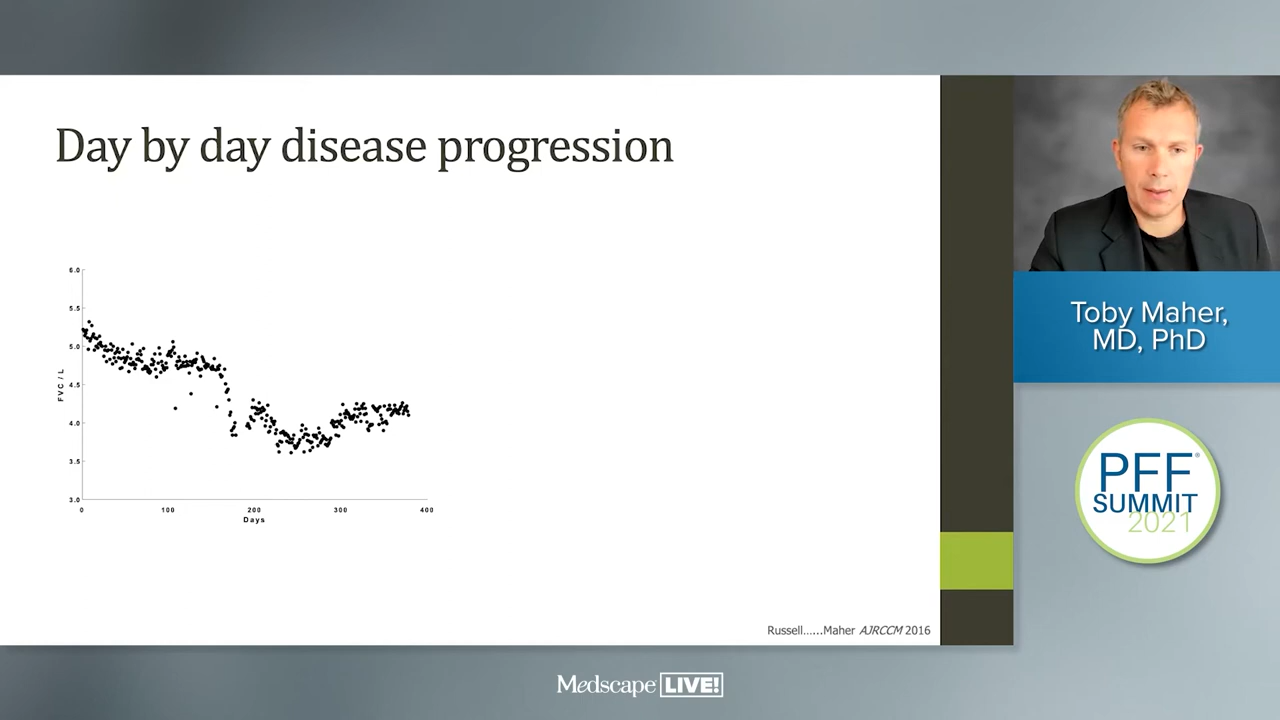 Day by day disease progression
6.0
5.5
5.0
4.5
4.0
3.5
3.0
FVC / L
0 100 200 300 400
Days
Russell......Maher AJRCCM 2016
Toby Maher,
MD, PhD
PFF®
SUMMIT
2021
Medscape LIVE!